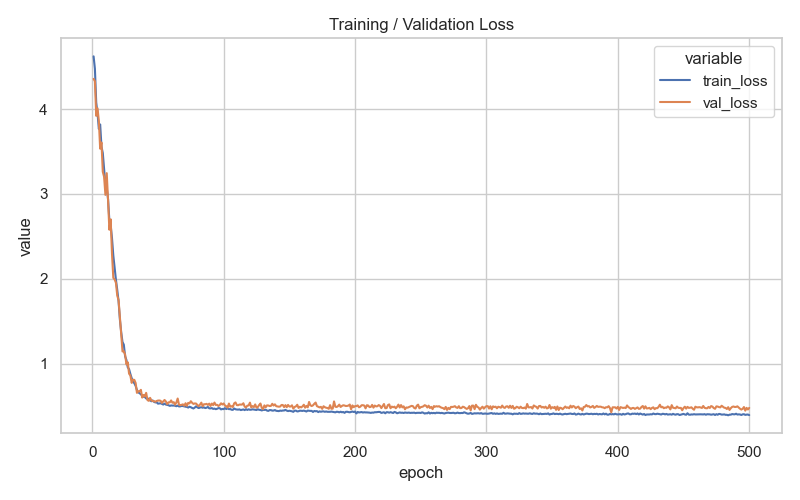 Training / Validation Loss
variable
train_loss
val_loss
4
3
2
1
value
0
100
200
300
400
500
epoch